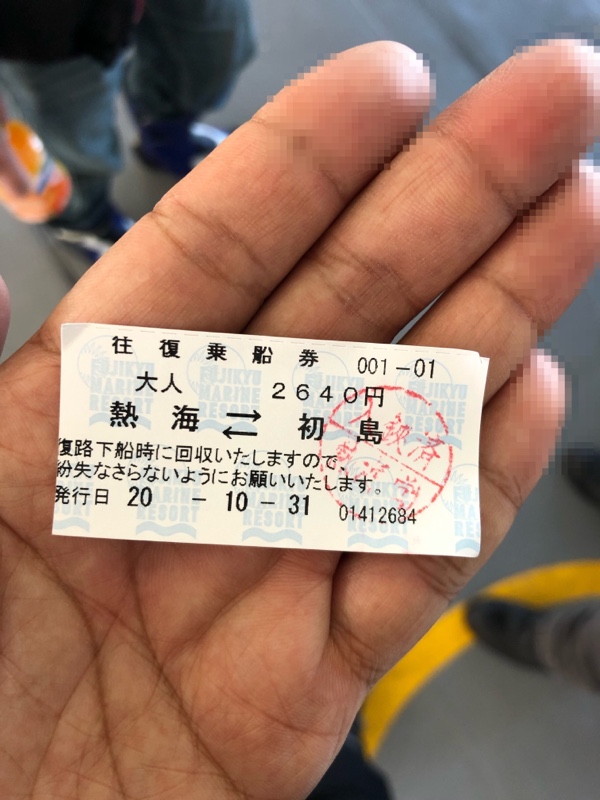 往復乗船券 001-01
大人 2640円
熱海 ⇄ 初島
復路下船時に回収いたしますので、
紛失なさらないようにお願いいたします。
発行日 20 - 10 - 31 01412684
FUJIKYU
MARINE
RESORT